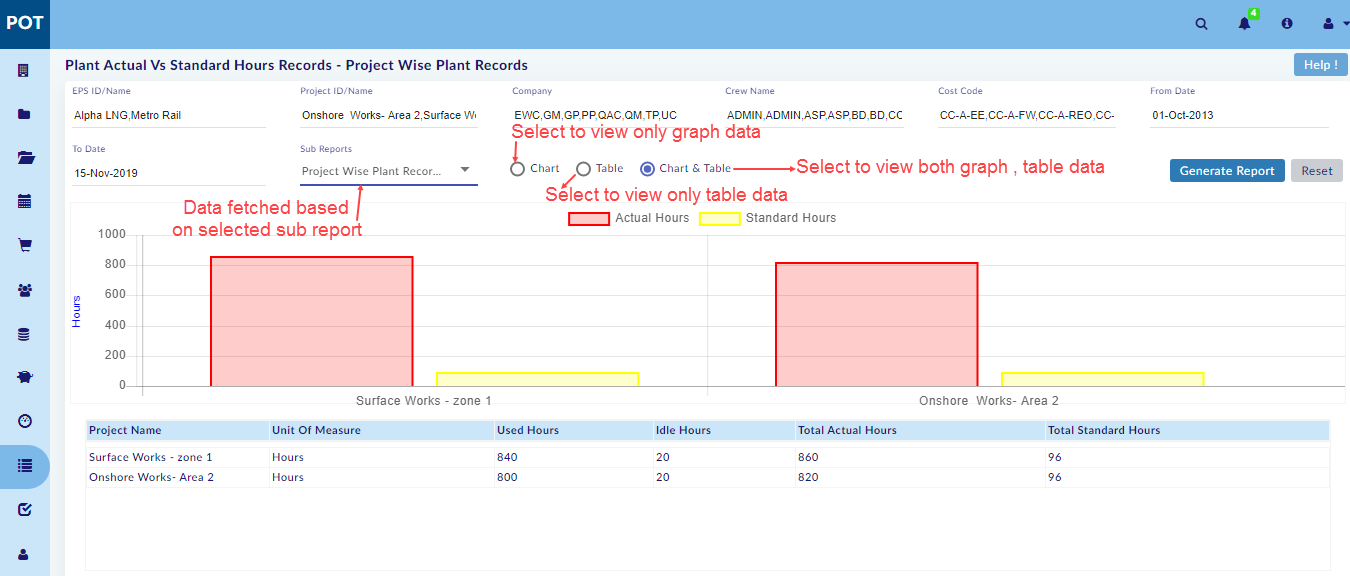 POT
4
Plant Actual Vs Standard Hours Records - Project Wise Plant Records
Help !
EPS ID/Name Project ID/Name Company Crew Name Cost Code From Date
Alpha LNG,Metro Rail Onshore Works- Area 2,Surface W EWC,GM,GP,PP,QAC,QM,TP,UC ADMIN,ADMIN,ASP,ASP,BD,BD,CC CC-A-EE,CC-A-FW,CC-A-REO,CC- 01-Oct-2013
Select to view only graph data
To Date Sub Reports
15-Nov-2019 Project Wise Plant Recor... Chart Table Chart & Table Select to view both graph , table data Generate Report Reset
Select to view only table data
Data fetched based
on selected sub report
Actual Hours Standard Hours
1000
800
600
400
200
0
Hours
Surface Works - zone 1 Onshore Works- Area 2
Project Name Unit Of Measure Used Hours Idle Hours Total Actual Hours Total Standard Hours
Surface Works - zone 1 Hours 840 20 860 96
Onshore Works- Area 2 Hours 800 20 820 96